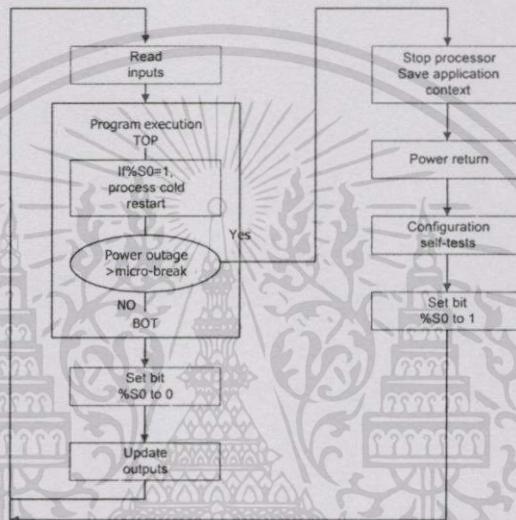 Read
inputs
Program execution
TOP
If%S0=1,
process cold
restart
Power outage
>micro-break
Yes
NO
BOT
Set bit
%S0 to 0
Update
outputs
Stop processor
Save application
context
Power return
Configuration
self-tests
Set bit
%S0 to 1